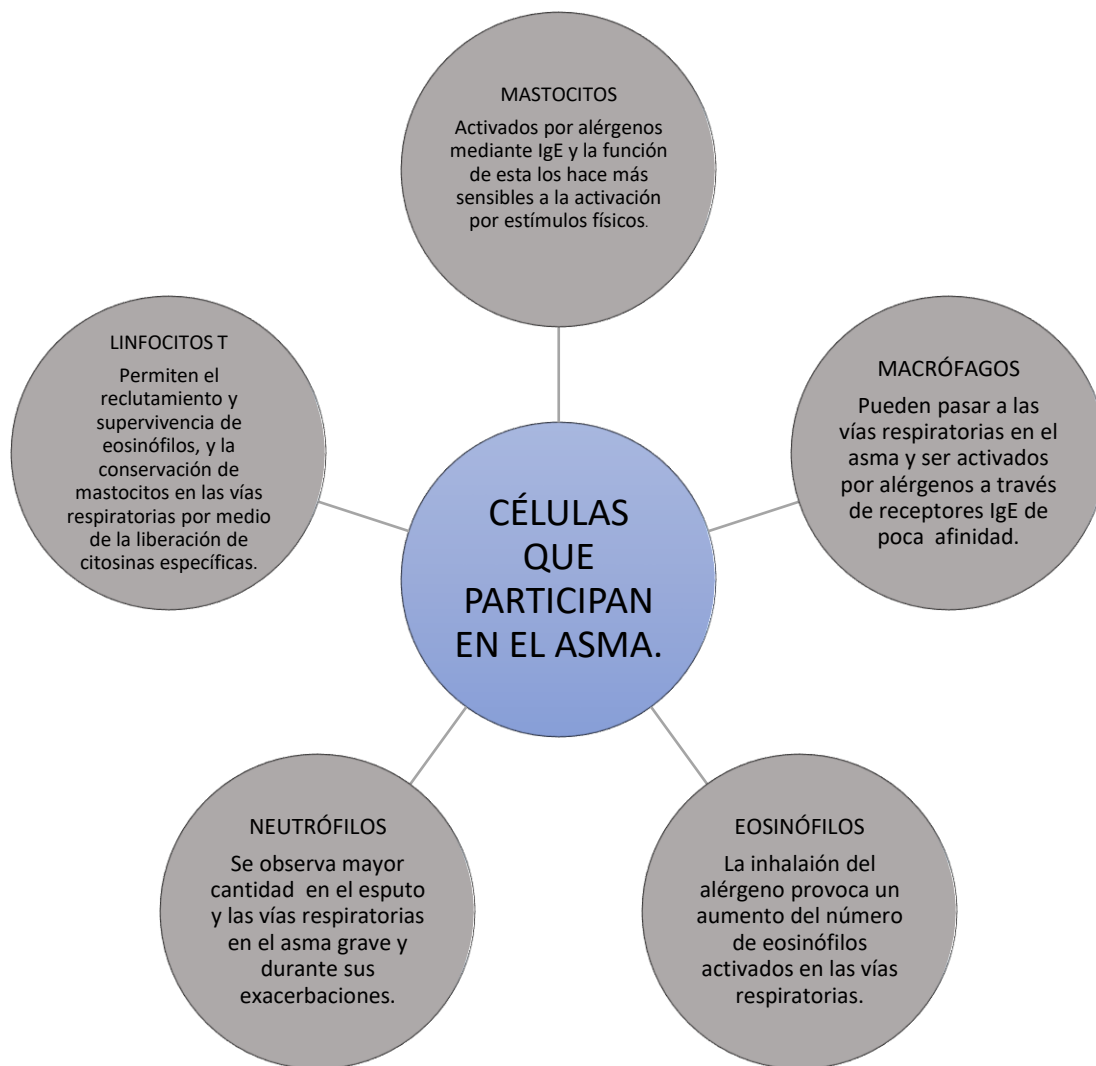 MASTOCITOS
Activados por alérgenos
mediante IgE y la función
de esta los hace más
sensibles a la activación
por estímulos físicos.
LINFOCITOS T
Permiten el
reclutamiento y
supervivencia de
eosinófilos, y la
conservación de
mastocitos en las vías
respiratorias por medio
de la liberación de
citosinas específicas.
MACRÓFAGOS
Pueden pasar a las
vías respiratorias en el
asma y ser activados
por alérgenos a través
de receptores IgE de
poca afinidad.
CÉLULAS
QUE
PARTICIPAN
EN EL ASMA.
NEUTRÓFILOS
Se observa mayor
cantidad en el esputo
y las vías respiratorias
en el asma grave y
durante sus
exacerbaciones.
EOSINÓFILOS
La inhalaión del
alérgeno provoca un
aumento del número
de eosinófilos
activados en las vías
respiratorias.